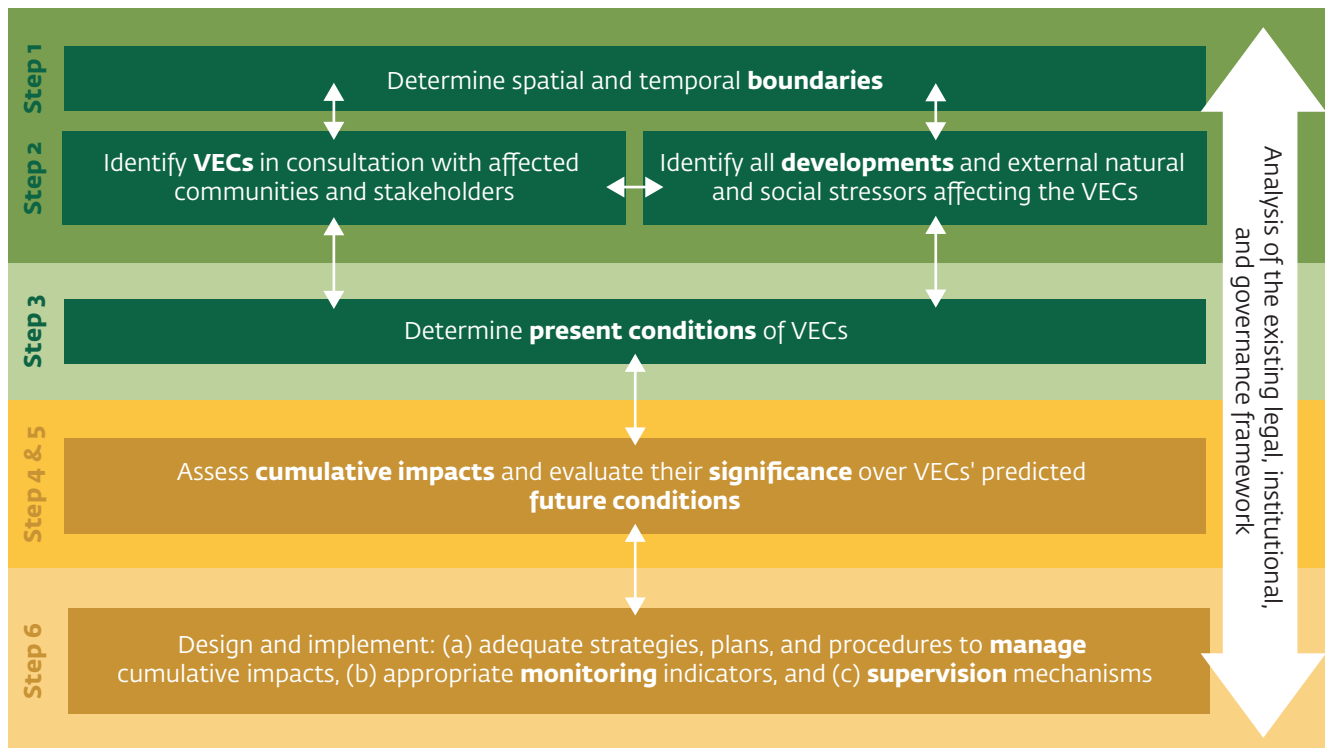 Step 1
Determine spatial and temporal boundaries
Step 2
Identify VECs in consultation with affected
communities and stakeholders
Identify all developments and external natural
and social stressors affecting the VECs
Step 3
Determine present conditions of VECs
Step 4 & 5
Assess cumulative impacts and evaluate their significance over VECs' predicted
future conditions
Step 6
Design and implement: (a) adequate strategies, plans, and procedures to manage
cumulative impacts, (b) appropriate monitoring indicators, and (c) supervision mechanisms
Analysis of the existing legal, institutional,
and governance framework